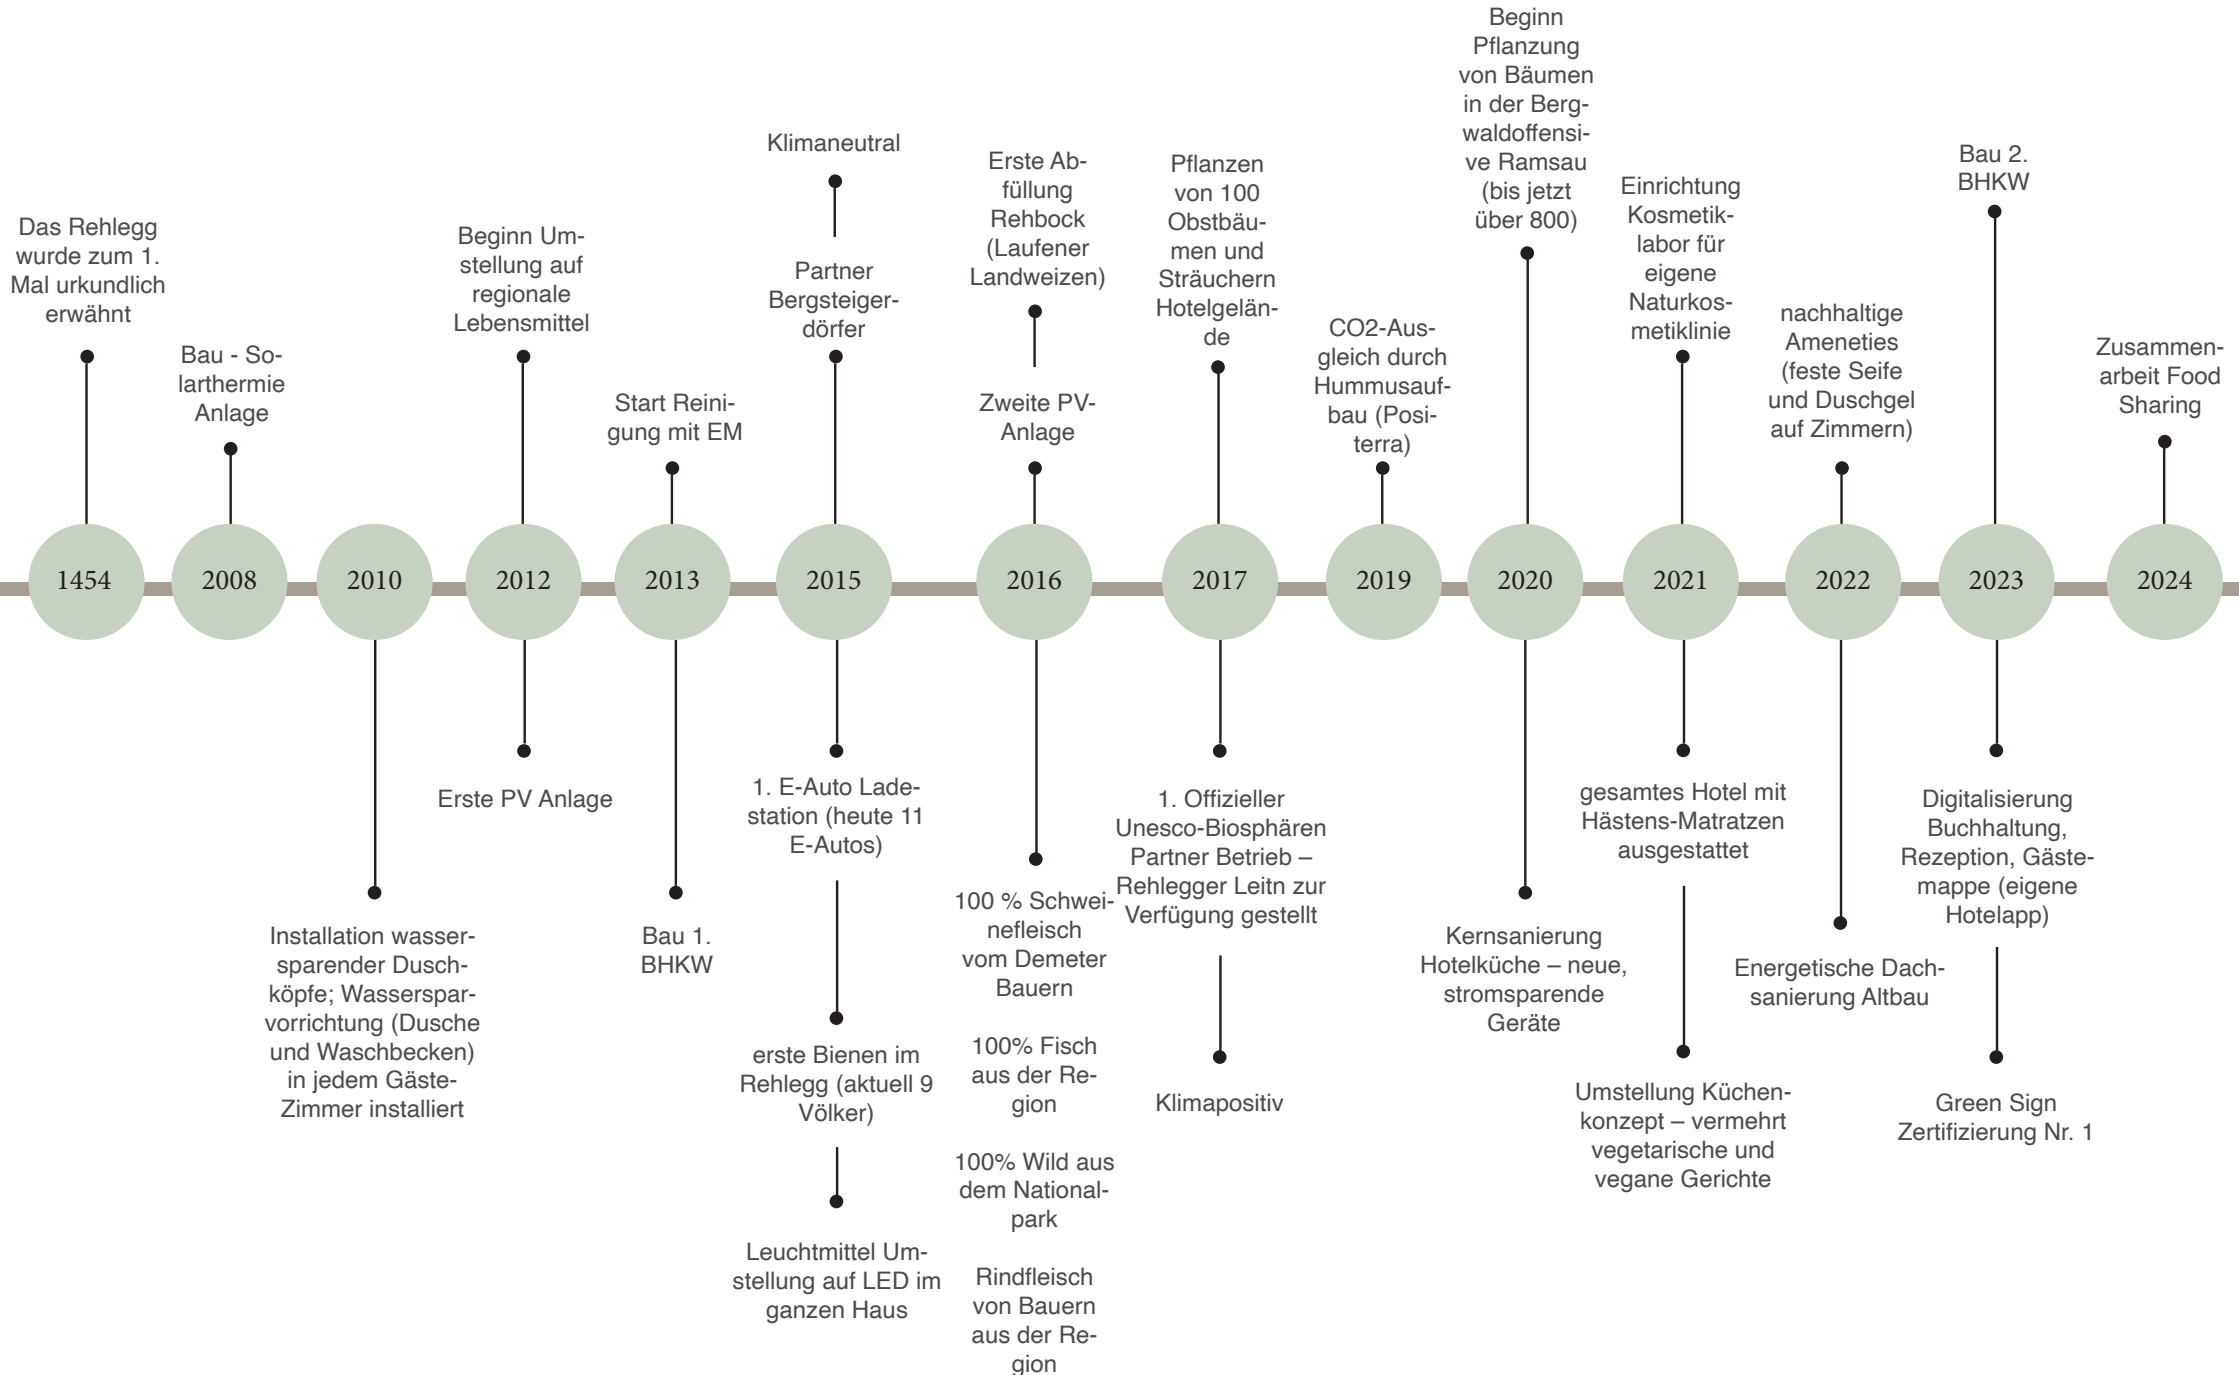 Das Rehlegg
wurde zum 1.
Mal urkundlich
erwähnt
1454
Bau - So-
larthermie
Anlage
2008
2010
Installation wasser-
sparender Dusch-
köpfe; Wasserspar-
vorrichtung (Dusche
und Waschbecken)
in jedem Gäste-
Zimmer installiert
Beginn Um-
stellung auf
regionale
Lebensmittel
2012
Erste PV Anlage
Start Reini-
gung mit EM
2013
Bau 1.
BHKW
Klimaneutral
Partner
Bergsteiger-
dörfer
2015
1. E-Auto Lade-
station (heute 11
E-Autos)
erste Bienen im
Rehlegg (aktuell 9
Völker)
Leuchtmittel Um-
stellung auf LED im
ganzen Haus
Erste Ab-
füllung
Rehbock
(Laufener
Landweizen)
Zweite PV-
Anlage
2016
100 % Schwei-
nefleisch
vom Demeter
Bauern
100% Fisch
aus der Re-
gion
100% Wild aus
dem National-
park
Rindfleisch
von Bauern
aus der Re-
gion
Pflanzen
von 100
Obstbäu-
men und
Sträuchern
Hotelgelän-
de
2017
1. Offizieller
Unesco-Biosphären
Partner Betrieb –
Rehlegger Leitn zur
Verfügung gestellt
Klimapositiv
CO2-Aus-
gleich durch
Hummusauf-
bau (Posi-
terra)
2019
Beginn
Pflanzung
von Bäumen
in der Berg-
waldoffensi-
ve Ramsau
(bis jetzt
über 800)
2020
Kernsanierung
Hotelküche – neue,
stromsparende
Geräte
Einrichtung
Kosmetik-
labor für
eigene
Naturkos-
metiklinie
2021
gesamtes Hotel mit
Hästens-Matratzen
ausgestattet
Umstellung Küchen-
konzept – vermehrt
vegetarische und
vegane Gerichte
nachhaltige
Ameneties
(feste Seife
und Duschgel
auf Zimmern)
2022
Energetische Dach-
sanierung Altbau
Bau 2.
BHKW
2023
Digitalisierung
Buchhaltung,
Rezeption, Gäste-
mappe (eigene
Hotelapp)
Green Sign
Zertifizierung Nr. 1
Zusammen-
arbeit Food
Sharing
2024